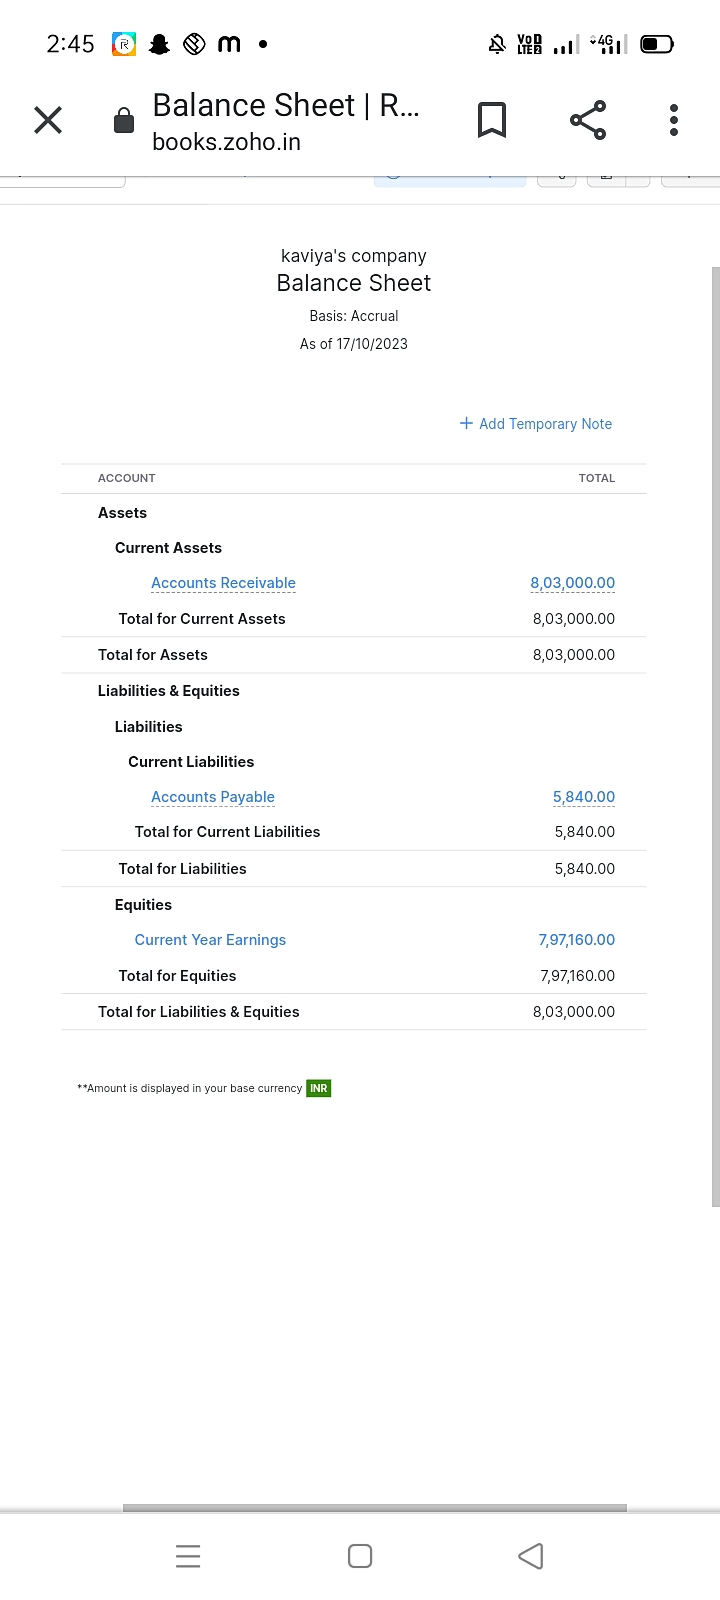 2:45
Balance Sheet | R...
books.zoho.in
kaviya's company
Balance Sheet
Basis: Accrual
As of 17/10/2023
+ Add Temporary Note
ACCOUNT TOTAL
Assets
Current Assets
Accounts Receivable 8,03,000.00
Total for Current Assets 8,03,000.00
Total for Assets 8,03,000.00
Liabilities & Equities
Liabilities
Current Liabilities
Accounts Payable 5,840.00
Total for Current Liabilities 5,840.00
Total for Liabilities 5,840.00
Equities
Current Year Earnings 7,97,160.00
Total for Equities 7,97,160.00
Total for Liabilities & Equities 8,03,000.00
**Amount is displayed in your base currency INR